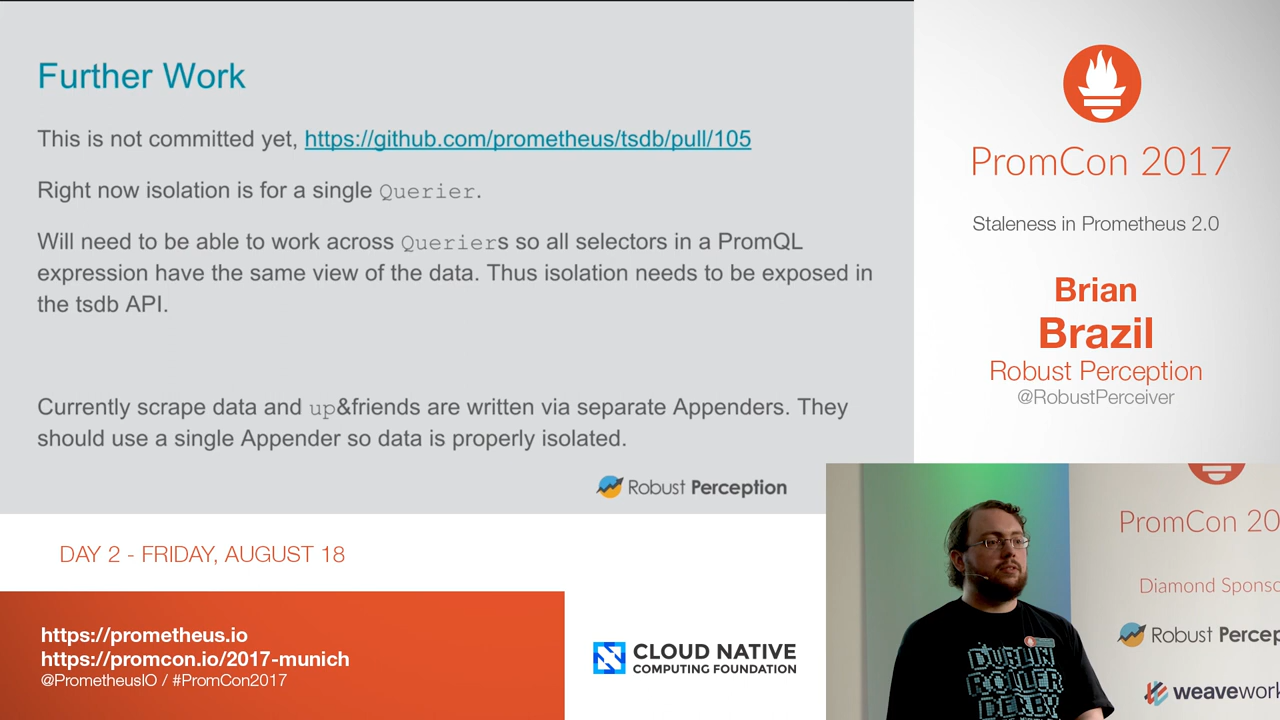 Further Work
This is not committed yet, https://github.com/prometheus/tsdb/pull/105
Right now isolation is for a single Querier.
Will need to be able to work across Queriers so all selectors in a PromQL
expression have the same view of the data. Thus isolation needs to be exposed in
the tsdb API.
Currently scrape data and up&friends are written via separate Appenders. They
should use a single Appender so data is properly isolated.
Robust Perception
PromCon 2017
Staleness in Prometheus 2.0
Brian
Brazil
Robust Perception
@RobustPerceiver
DAY 2 - FRIDAY, AUGUST 18
https://prometheus.io
https://promcon.io/2017-munich
@PrometheusIO / #PromCon2017
CLOUD NATIVE
COMPUTING FOUNDATION
PromCon 20
Diamond Sponso
Robust Percep
weavework
DUBLIN
ROLLER
DERBY